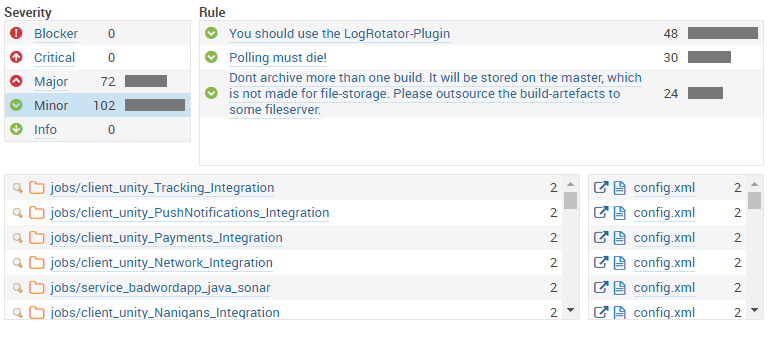 Severity
Rule
Blocker 0
Critical 0
Major 72
Minor 102
Info 0
You should use the LogRotator-Plugin 48
Polling must die! 30
Dont archive more than one build. It will be stored on the master, which
is not made for file-storage. Please outsource the build-artefacts to 24
some fileserver.
jobs/client_unity_Tracking_Integration 2
jobs/client_unity_PushNotifications_Integration 2
jobs/client_unity_Payments_Integration 2
jobs/client_unity_Network_Integration 2
jobs/service_badwordapp_java_sonar 2
jobs/client_unity_Nanigans_Integration 2
config.xml 2
config.xml 2
config.xml 2
config.xml 2
config.xml 2
config.xml 2